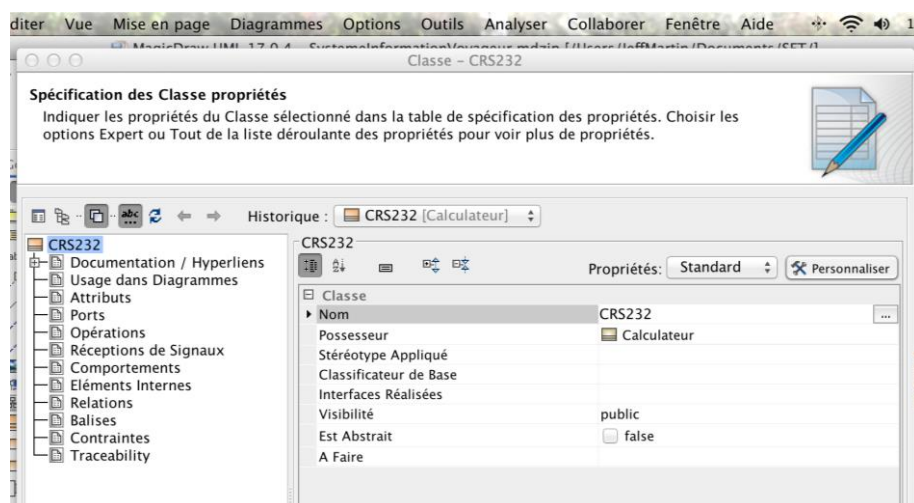 diter Vue Mise en page Diagrammes Options Outils Analyser Collaborer Fenêtre Aide
Classe – CRS232
Spécification des Classe propriétés
Indiquer les propriétés du Classe sélectionné dans la table de spécification des propriétés. Choisir les
options Expert ou Tout de la liste déroulante des propriétés pour voir plus de propriétés.
Historique : CRS232 [Calculateur]
CRS232
Documentation / Hyperliens
Usage dans Diagrammes
Attributs
Ports
Opérations
Réceptions de Signaux
Comportements
Eléments Internes
Relations
Balises
Contraintes
Traceability
CRS232
Propriétés: Standard Personnaliser
Classe
Nom CRS232 ...
Possesseur Calculateur
Stéréotype Appliqué
Classificateur de Base
Interfaces Réalisées
Visibilité public
Est Abstrait false
A Faire